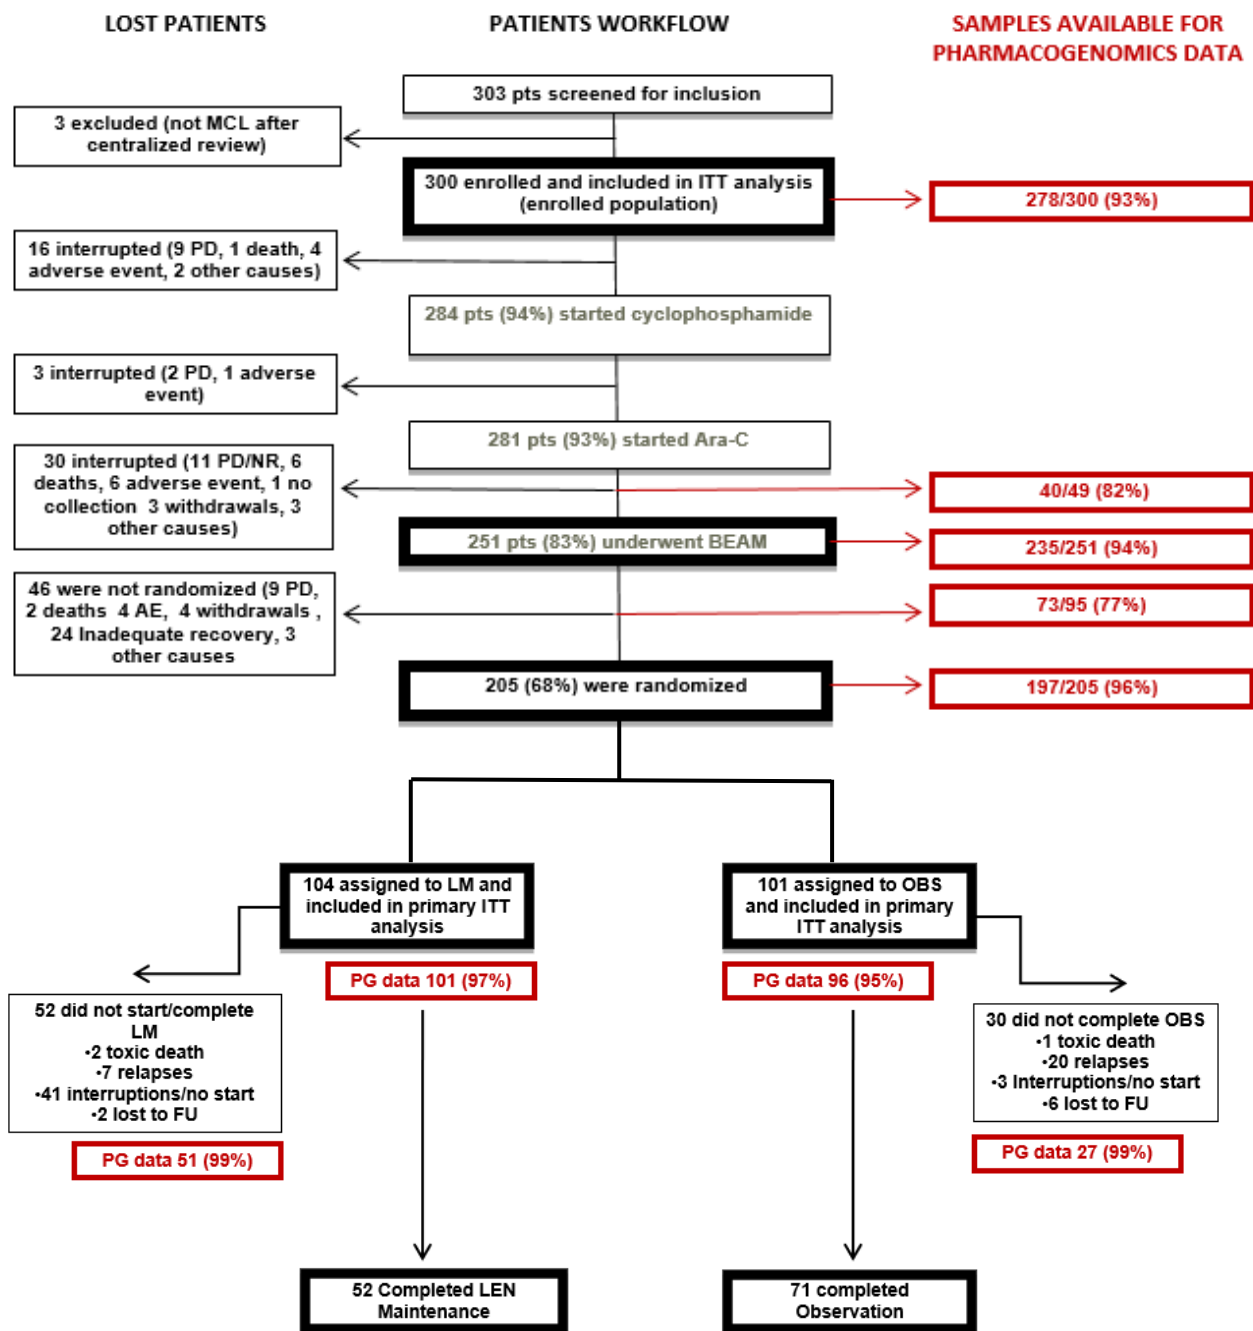 LOST PATIENTS
PATIENTS WORKFLOW
SAMPLES AVAILABLE FOR
PHARMACOGENOMICS DATA
303 pts screened for inclusion
3 excluded (not MCL after
centralized review)
300 enrolled and included in ITT analysis
(enrolled population)
278/300 (93%)
16 interrupted (9 PD, 1 death, 4
adverse event, 2 other causes)
284 pts (94%) started cyclophosphamide
3 interrupted (2 PD, 1 adverse
event)
281 pts (93%) started Ara-C
30 interrupted (11 PD/NR, 6
deaths, 6 adverse event, 1 no
collection 3 withdrawals, 3
other causes)
40/49 (82%)
251 pts (83%) underwent BEAM
235/251 (94%)
46 were not randomized (9 PD,
2 deaths 4 AE, 4 withdrawals ,
24 Inadequate recovery, 3
other causes
73/95 (77%)
205 (68%) were randomized
197/205 (96%)
104 assigned to LM and
included in primary ITT
analysis
101 assigned to OBS
and included in primary
ITT analysis
PG data 101 (97%)
PG data 96 (95%)
52 did not start/complete
LM
•2 toxic death
•7 relapses
•41 interruptions/no start
•2 lost to FU
30 did not complete OBS
•1 toxic death
•20 relapses
•3 Interruptions/no start
•6 lost to FU
PG data 51 (99%)
PG data 27 (99%)
52 Completed LEN
Maintenance
71 completed
Observation